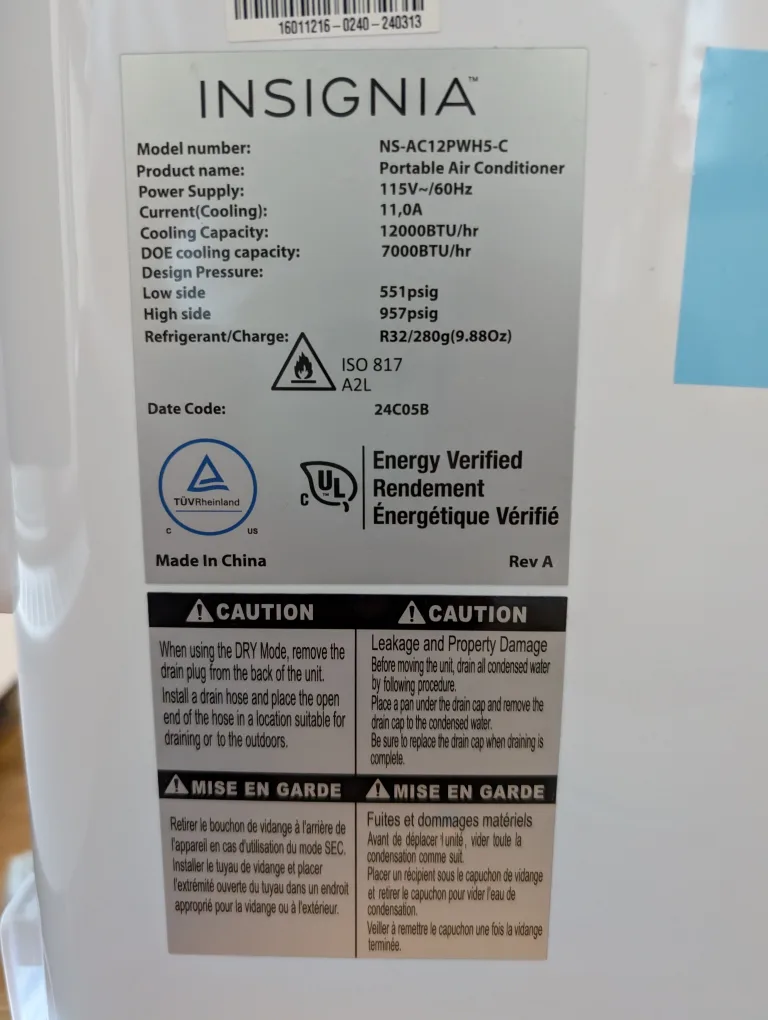 16011216-0240-240313
INSIGNIA™
Model number: NS-AC12PWH5-C
Product name: Portable Air Conditioner
Power Supply: 115V~/60Hz
Current(Cooling): 11,0A
Cooling Capacity: 12000BTU/hr
DOE cooling capacity: 7000BTU/hr
Design Pressure:
Low side 551psig
High side 957psig
Refrigerant/Charge: R32/280g(9.88Oz)
ISO 817
A2L
Date Code: 24C05B
TÜVRheinland
C US
C UL™
Energy Verified
Rendement
Énergétique Vérifié
Made In China Rev A
CAUTION
When using the DRY Mode, remove the
drain plug from the back of the unit.
Install a drain hose and place the open
end of the hose in a location suitable for
draining or to the outdoors.
CAUTION
Leakage and Property Damage
Before moving the unit, drain all condensed water
by following procedure.
Place a pan under the drain cap and remove the
drain cap to the condensed water.
Be sure to replace the drain cap when draining is
complete.
MISE EN GARDE
Retirer le bouchon de vidange à l'arrière de
l'appareil en cas d'utilisation du mode SEC.
Installer le tuyau de vidange et placer
l'extrémité ouverte du tuyau dans un endroit
approprié pour la vidange ou à l'extérieur.
MISE EN GARDE
Fuites et dommages matériels
Avant de déplacer l'unité, vider toute la
condensation comme suit.
Placer un récipient sous le capuchon de vidange
et retirer le capuchon pour vider l'eau de
condensation.
Veiller à remettre le capuchon une fois la vidange
terminée.